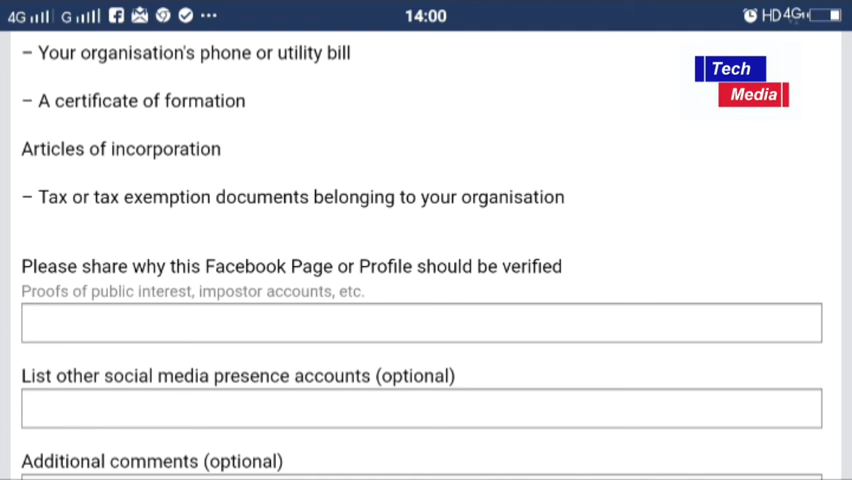 4G G 14:00 HD 4G
– Your organisation's phone or utility bill
Tech
Media
– A certificate of formation
Articles of incorporation
– Tax or tax exemption documents belonging to your organisation
Please share why this Facebook Page or Profile should be verified
Proofs of public interest, impostor accounts, etc.
List other social media presence accounts (optional)
Additional comments (optional)